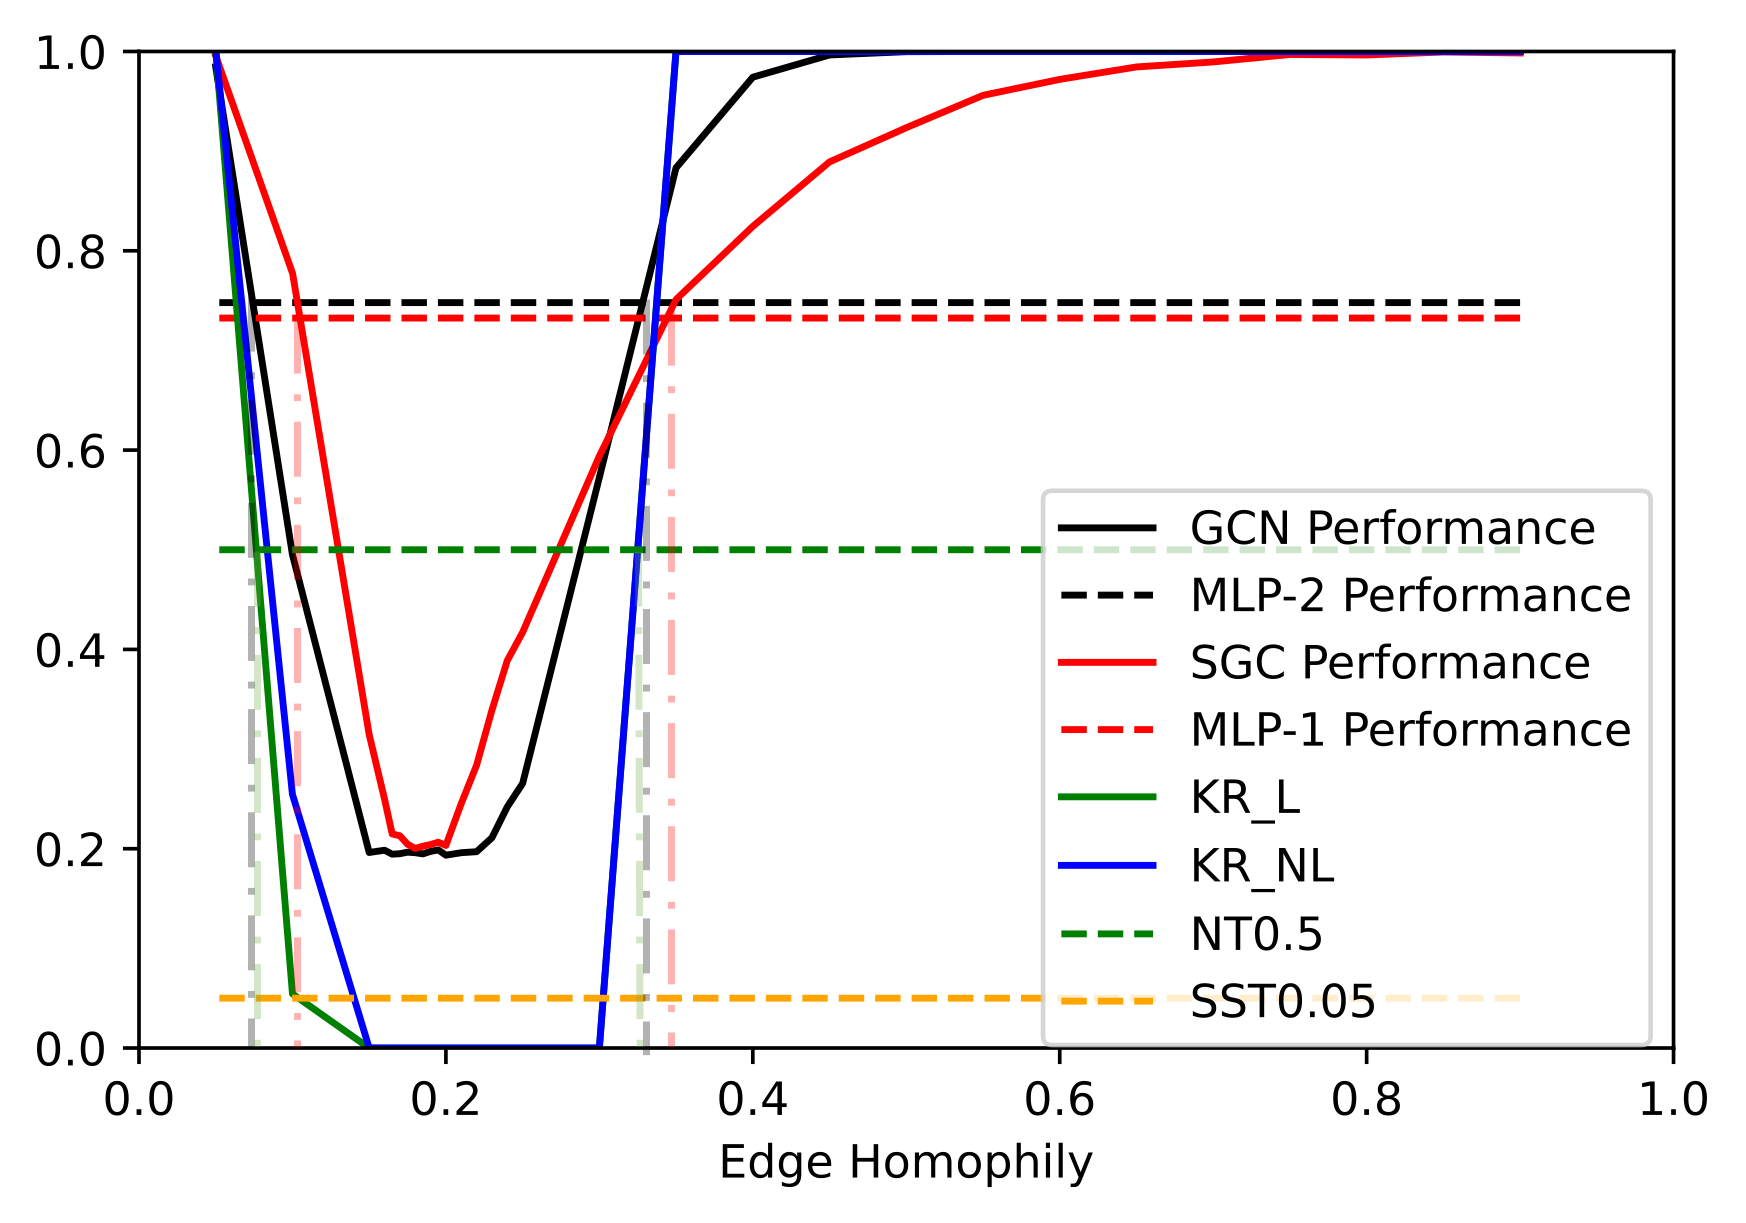 1.0
0.8
0.6
0.4
0.2
0.0
0.0 0.2 0.4 0.6 0.8 1.0
Edge Homophily
GCN Performance
MLP-2 Performance
SGC Performance
MLP-1 Performance
KR_L
KR_NL
NT0.5
SST0.05